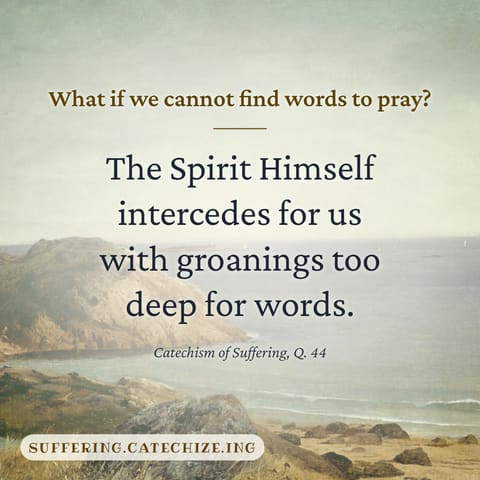 What if we cannot find words to pray?
The Spirit Himself
intercedes for us
with groanings too
deep for words.
Catechism of Suffering, Q. 44
SUFFERING.CATECHIZE.ING